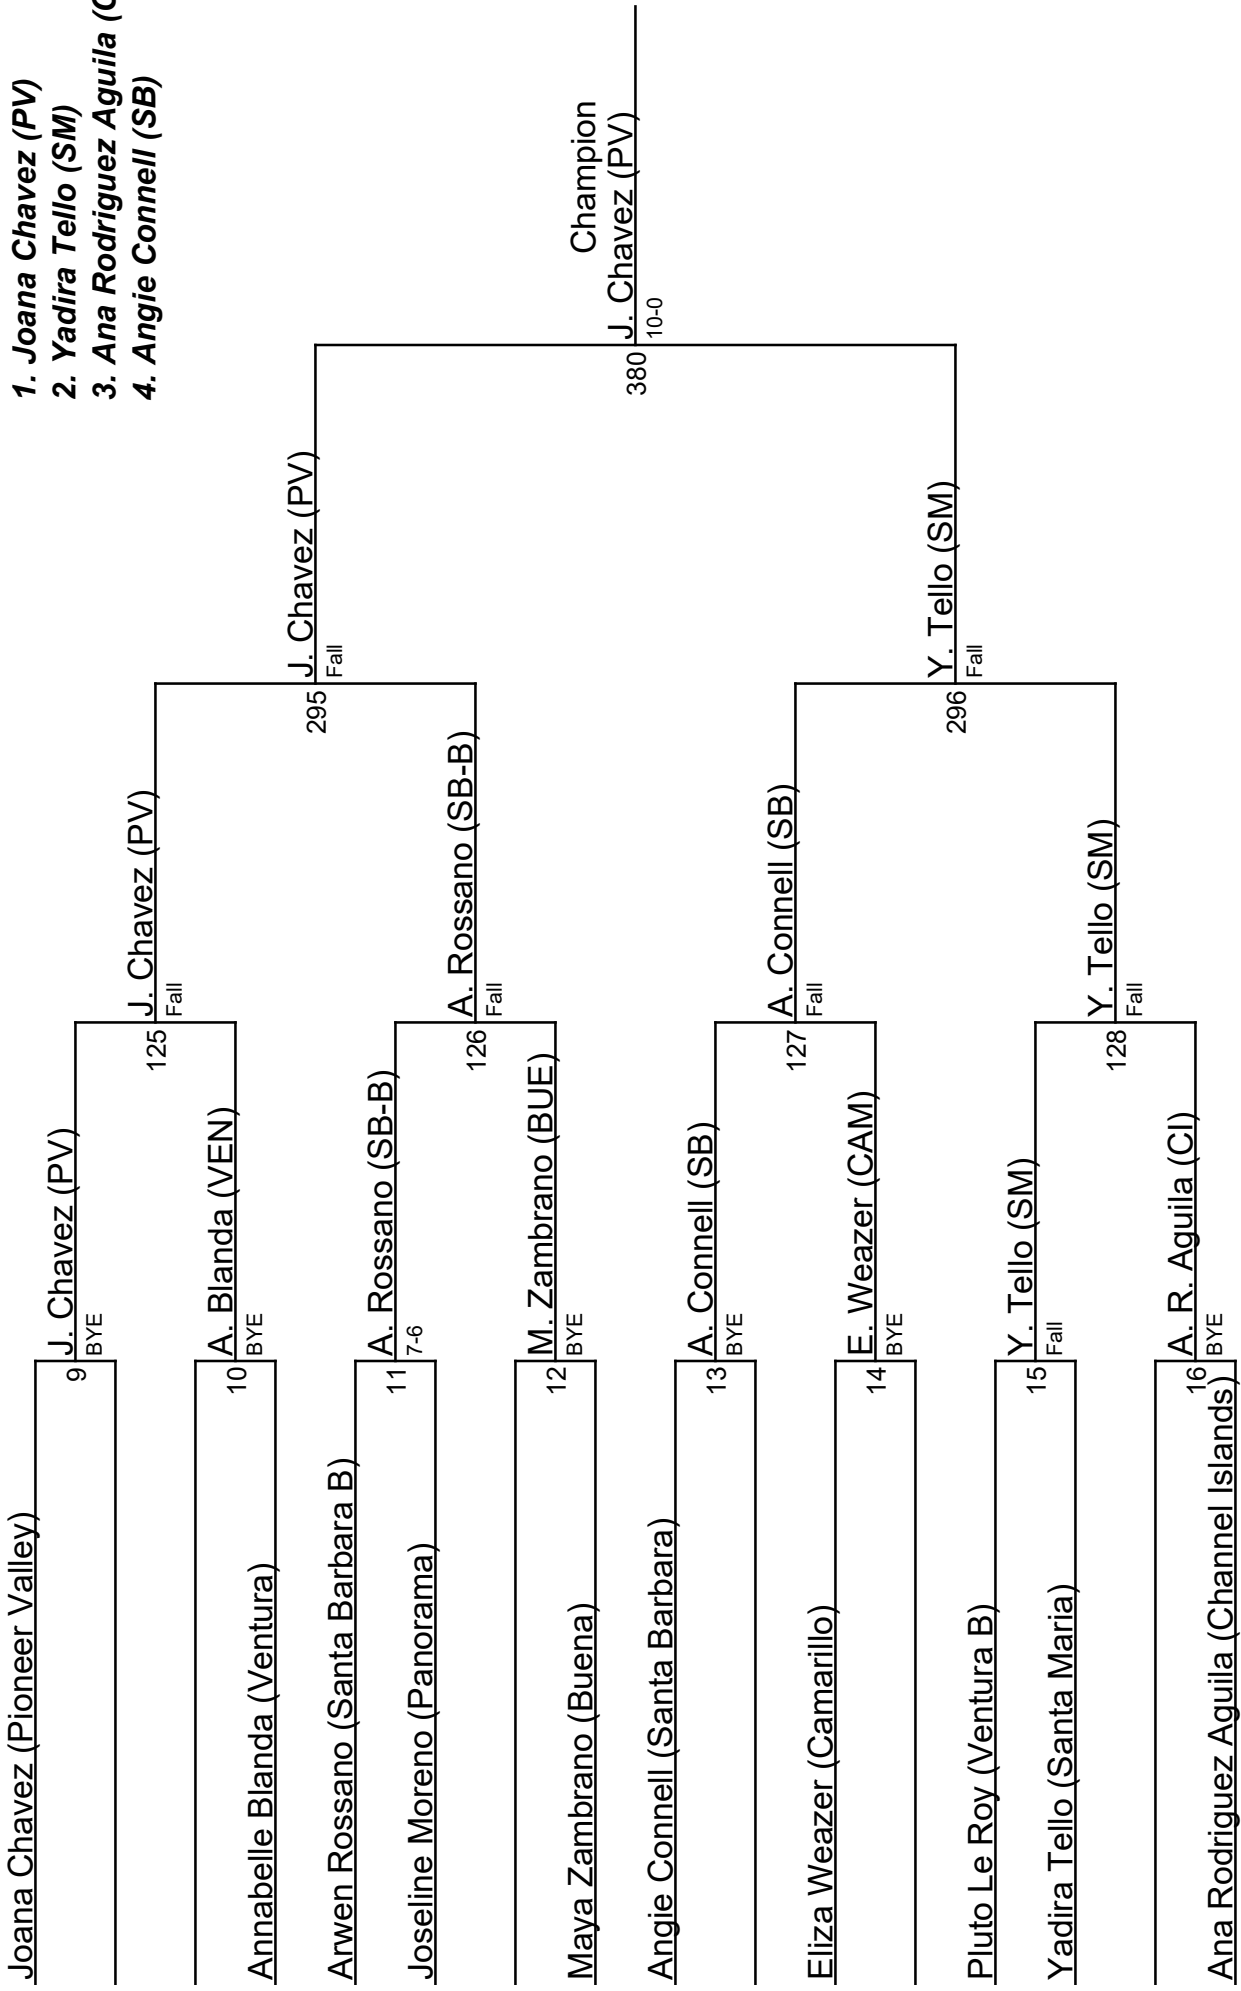 1. Joana Chavez (PV)
2. Yadira Tello (SM)
3. Ana Rodriguez Aguila (
4. Angie Connell (SB)
Joana Chavez (Pioneer Valley)
Annabelle Blanda (Ventura)
Arwen Rossano (Santa Barbara B)
Joseline Moreno (Panorama)
Maya Zambrano (Buena)
Angie Connell (Santa Barbara)
Eliza Weazer (Camarillo)
Pluto Le Roy (Ventura B)
Yadira Tello (Santa Maria)
Ana Rodriguez Aguila (Channel Islands)
9
J. Chavez (PV)
BYE
10
A. Blanda (VEN)
BYE
11
A. Rossano (SB-B)
7-6
12
M. Zambrano (BUE)
BYE
13
A. Connell (SB)
BYE
14
E. Weazer (CAM)
BYE
15
Y. Tello (SM)
Fall
16
A. R. Aguila (CI)
BYE
125
J. Chavez (PV)
Fall
126
A. Rossano (SB-B)
Fall
127
A. Connell (SB)
Fall
128
Y. Tello (SM)
Fall
295
J. Chavez (PV)
Fall
296
Y. Tello (SM)
Fall
380
Champion
J. Chavez (PV)
10-0